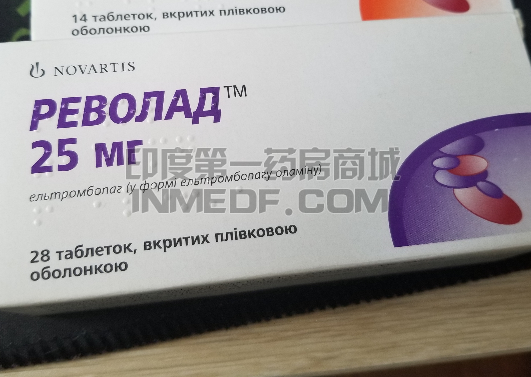 14 таблеток, вкритих плівковою
оболонкою
NOVARTIS
РЕВОЛАД™
25 мг
ельтромбопаг (у формі ельтромбопагу оламіну)
印度第一药房商城
INMEDF.COM
28 таблеток, вкритих плівковою
оболонкою